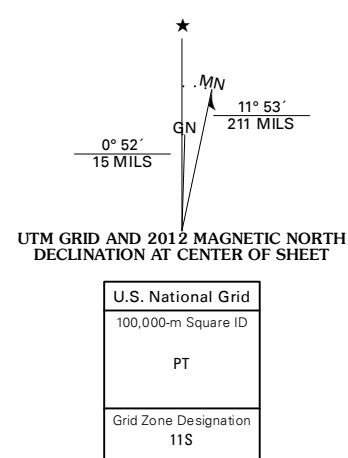 ★
MN
GN
11° 53´
211 MILS
0° 52´
15 MILS
UTM GRID AND 2012 MAGNETIC NORTH
DECLINATION AT CENTER OF SHEET
U.S. National Grid
100,000-m Square ID
PT
Grid Zone Designation
11S